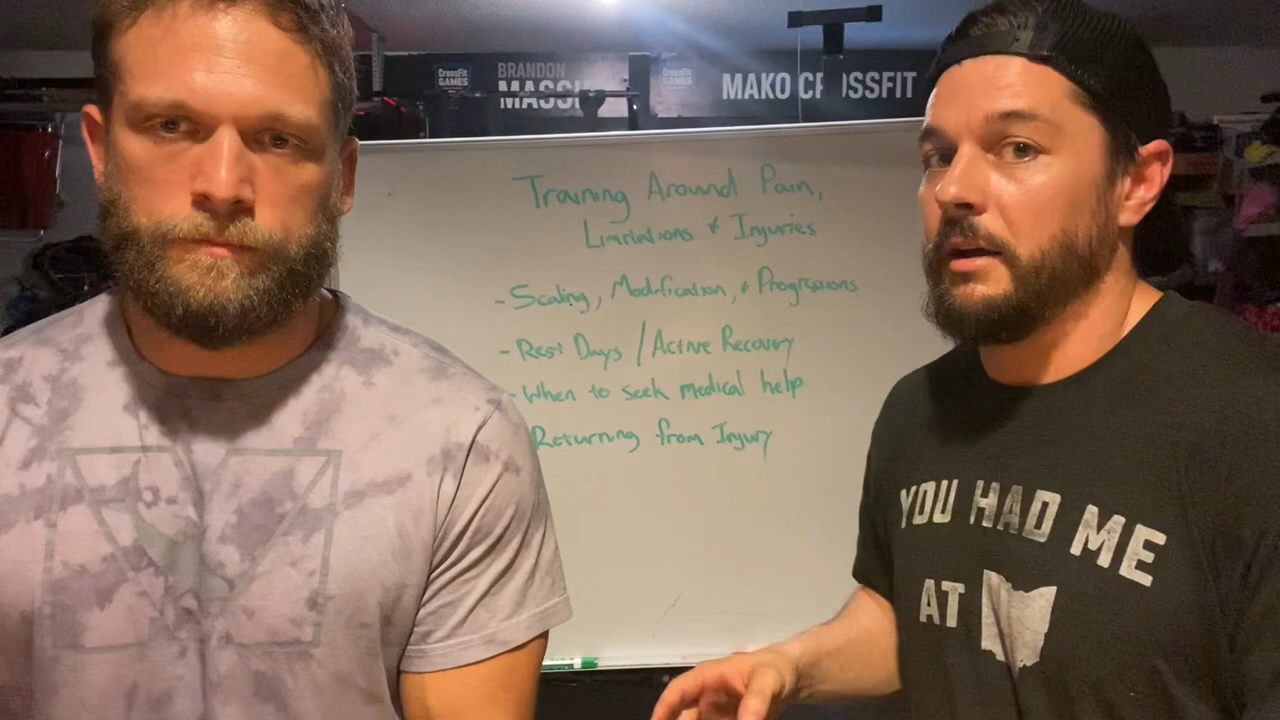 CrossFit GAMES
BRANDON
MASSIE
CrossFit GAMES
MAKO CROSSFIT
Training Around Pain,
Limitations & Injuries
- Scaling, Modification, & Progressions
- Rest Days / Active Recovery
- When to seek medical help
Returning from Injury
YOU HAD ME
AT